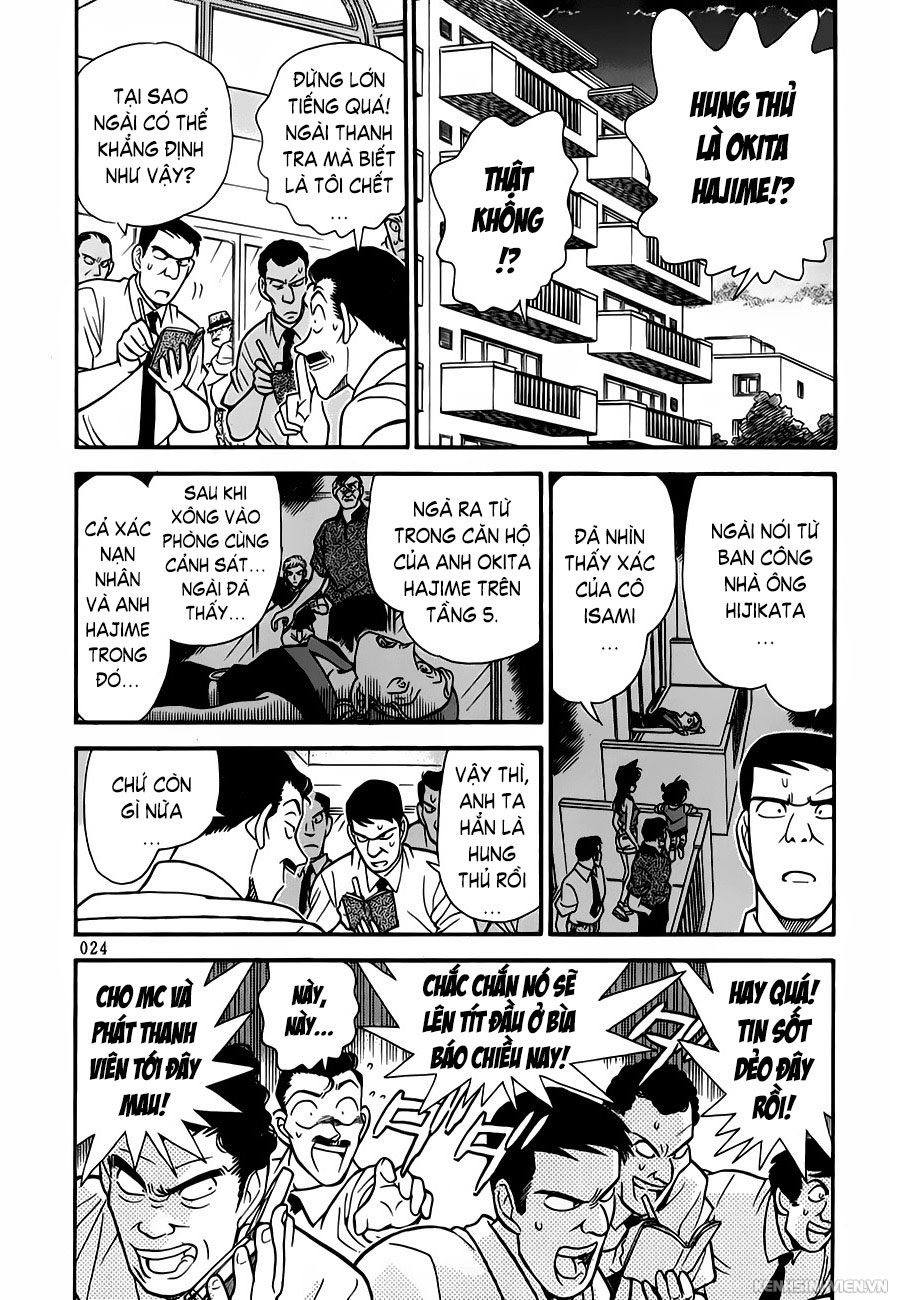 HUNG THỦ
LÀ OKITA
HAJIME!?
THẬT
KHÔNG
!?
ĐỪNG LỚN
TIẾNG QUÁ!
NGÀI THANH
TRA MÀ BIẾT
LÀ TÔI CHẾT
...
TẠI SAO
NGÀI CÓ THỂ
KHẲNG ĐỊNH
NHƯ VẬY?
NGÀI NÓI TỪ
BAN CÔNG
NHÀ ÔNG
HIJIKATA
...
ĐÃ NHÌN
THẤY XÁC
CỦA CÔ
ISAMI
...
NGẢ RA TỪ
TRONG CĂN HỘ
CỦA ANH OKITA
HAJIME TRÊN
TẦNG 5.
SAU KHI
XÔNG VÀO
PHÒNG CÙNG
CẢNH SÁT...
NGÀI ĐÃ
THẤY...
CẢ XÁC
NẠN
NHÂN
VÀ ANH
HAJIME
TRONG
ĐÓ...
VẬY THÌ,
ANH TA
HẲN LÀ
HUNG
THỦ RỒI
...
CHỨ CÒN
GÌ NỮA
...
024
HAY QUÁ!
TIN SỐT
DẺO ĐÂY
RỒI!
CHẮC CHẮN NÓ SẼ
LÊN TÍT ĐẦU Ở BÌA
BÁO CHIỀU NAY!
NÀY,
NÀY...
CHO MC VÀ
PHÁT THANH
VIÊN TỚI ĐÂY
MAU!
KENHSINHVIEN.VN